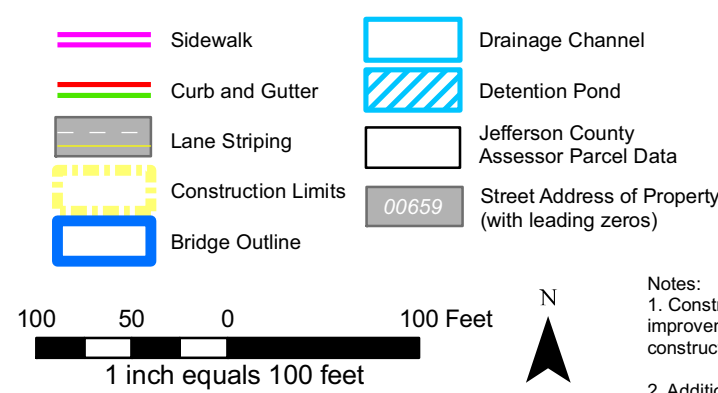 Sidewalk
Curb and Gutter
Lane Striping
Construction Limits
Bridge Outline
Drainage Channel
Detention Pond
Jefferson County
Assessor Parcel Data
00659
Street Address of Property
(with leading zeros)
100 50 0 100 Feet
1 inch equals 100 feet
N
Notes:
1.
2.